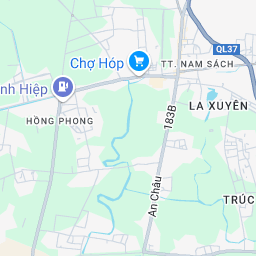 QL37
Chợ Hóp
TT. NAM SÁCH
nh Hiệp
183B
LA XUYÊN
HỒNG PHONG
An Châu
TRÚC